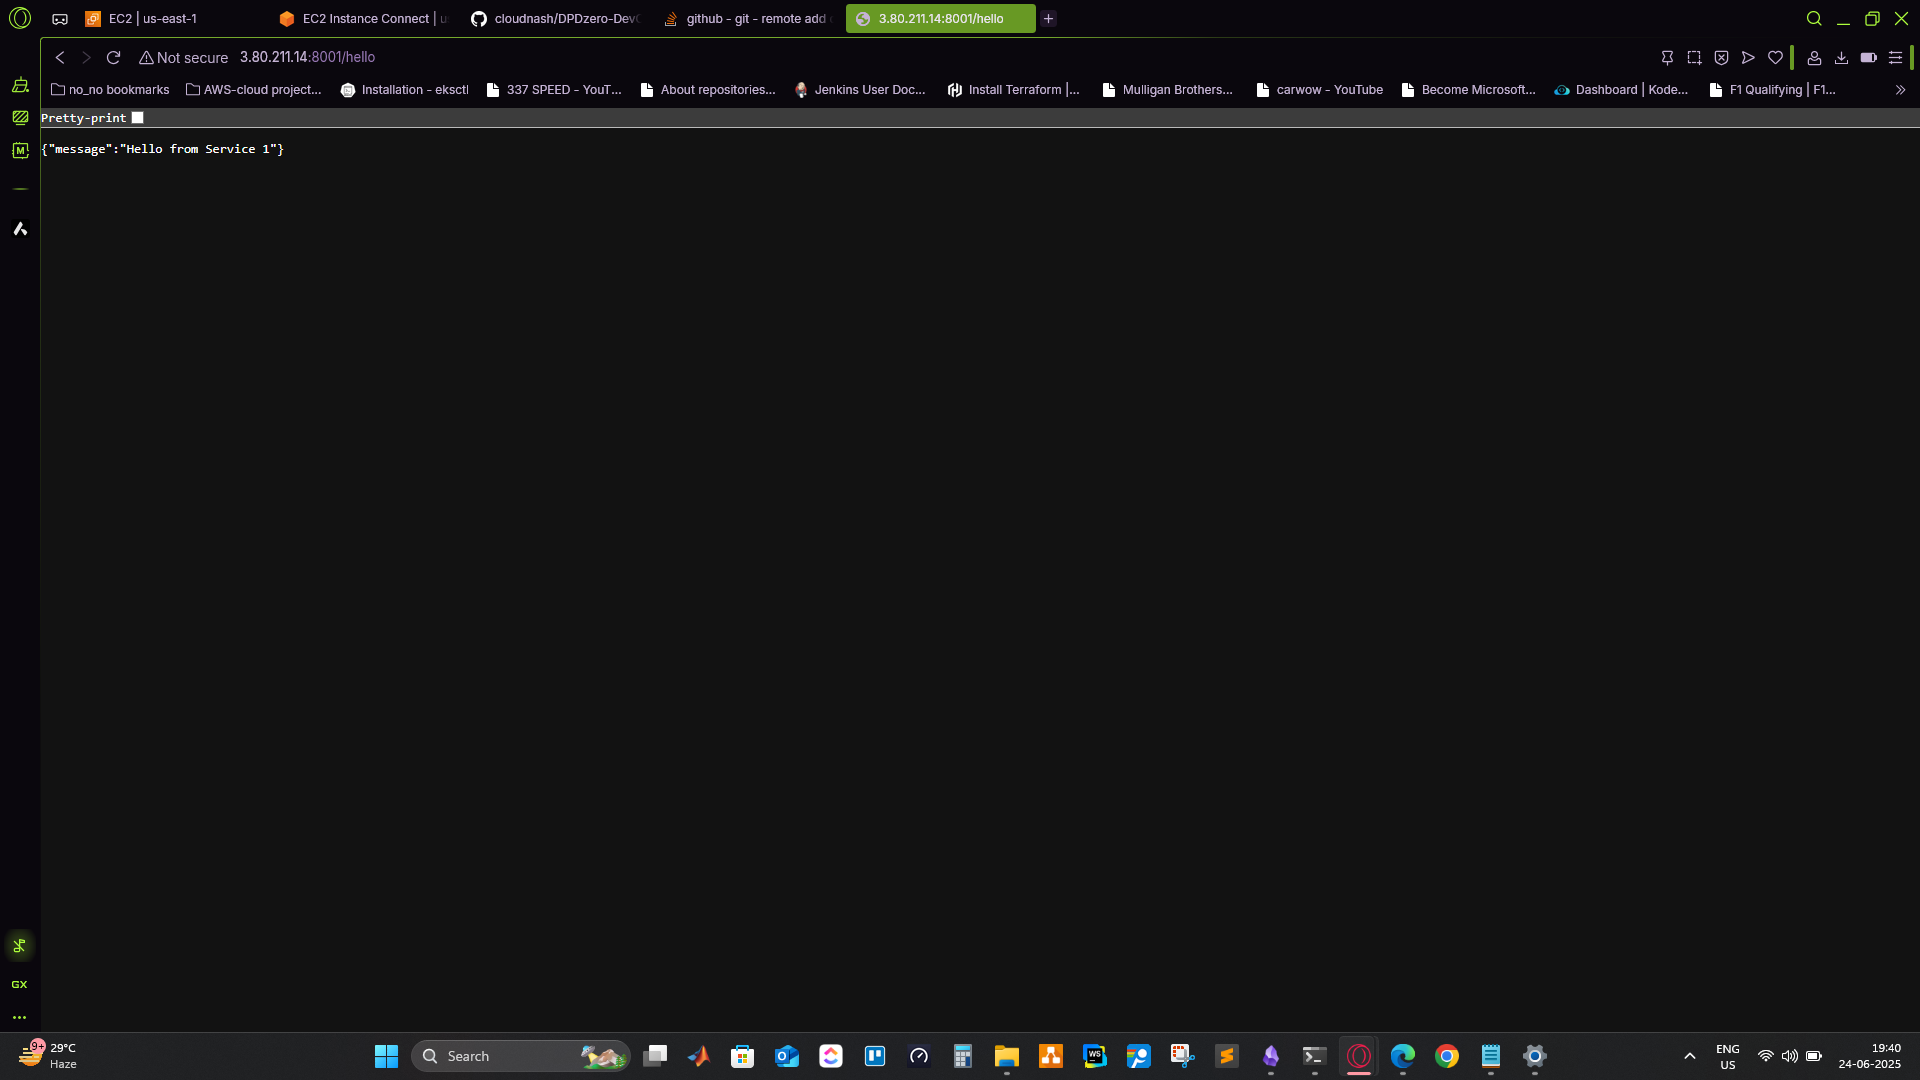 EC2 | us-east-1
EC2 Instance Connect | u
cloudnash/DPDzero-Dev
github - git - remote add
3.80.211.14:8001/hello
Not secure 3.80.211.14:8001/hello
no_no bookmarks
AWS-cloud project...
Installation - eksctl
337 SPEED - YouT...
About repositories...
Jenkins User Doc...
Install Terraform |...
Mulligan Brothers...
carwow - YouTube
Become Microsoft...
Dashboard | Kode...
F1 Qualifying | F1...
Pretty-print
{"message":"Hello from Service 1"}
M
GX
9+
29°C
Haze
Search
WS
ENG
US
19:40
24-06-2025